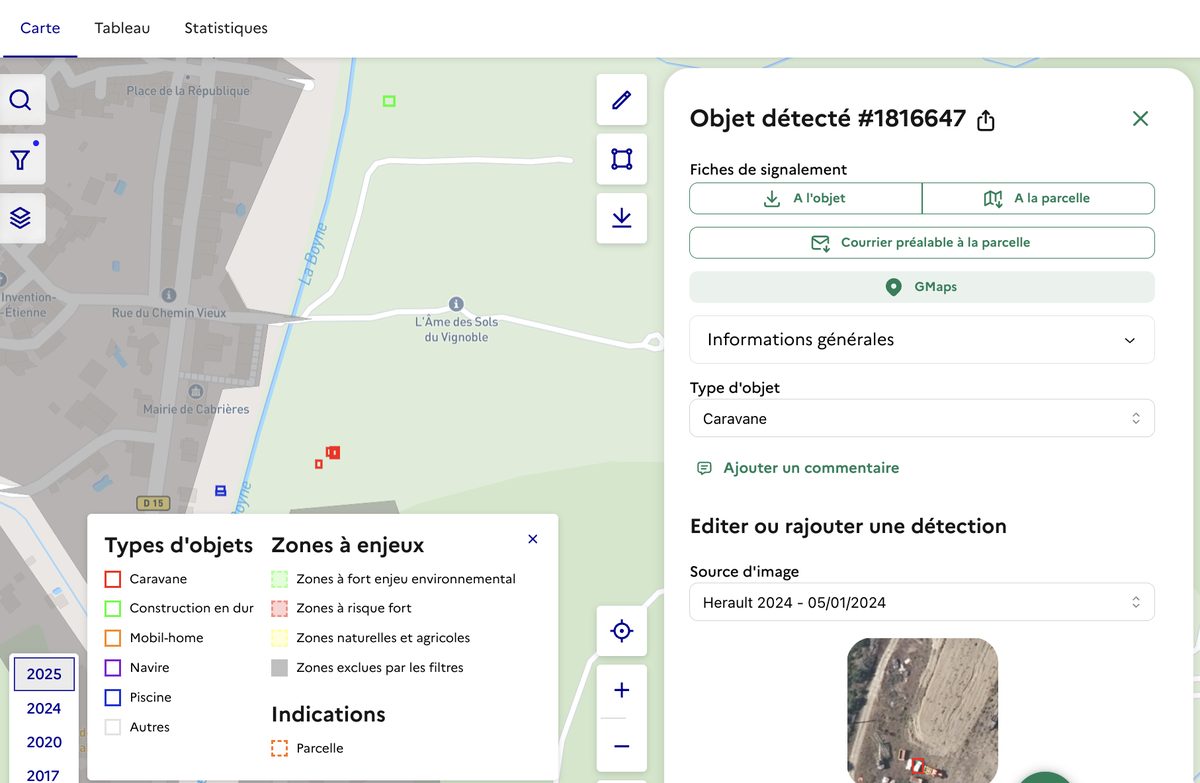 Carte
Tableau
Statistiques
Place de la République
La Boyne
Invention-
-Étienne
Rue du Chemin Vieux
L'Âme des Sols
du Vignoble
Mairie de Cabrières
D 15
Boyne
Types d'objets
Caravane
Construction en dur
Mobil-home
Navire
Piscine
Autres
Zones à enjeux
Zones à fort enjeu environnemental
Zones à risque fort
Zones naturelles et agricoles
Zones exclues par les filtres
Indications
Parcelle
2025
2024
2020
2017
Objet détecté #1816647
Fiches de signalement
A l'objet
A la parcelle
Courrier préalable à la parcelle
GMaps
Informations générales
Type d'objet
Caravane
Ajouter un commentaire
Editer ou rajouter une détection
Source d'image
Herault 2024 - 05/01/2024